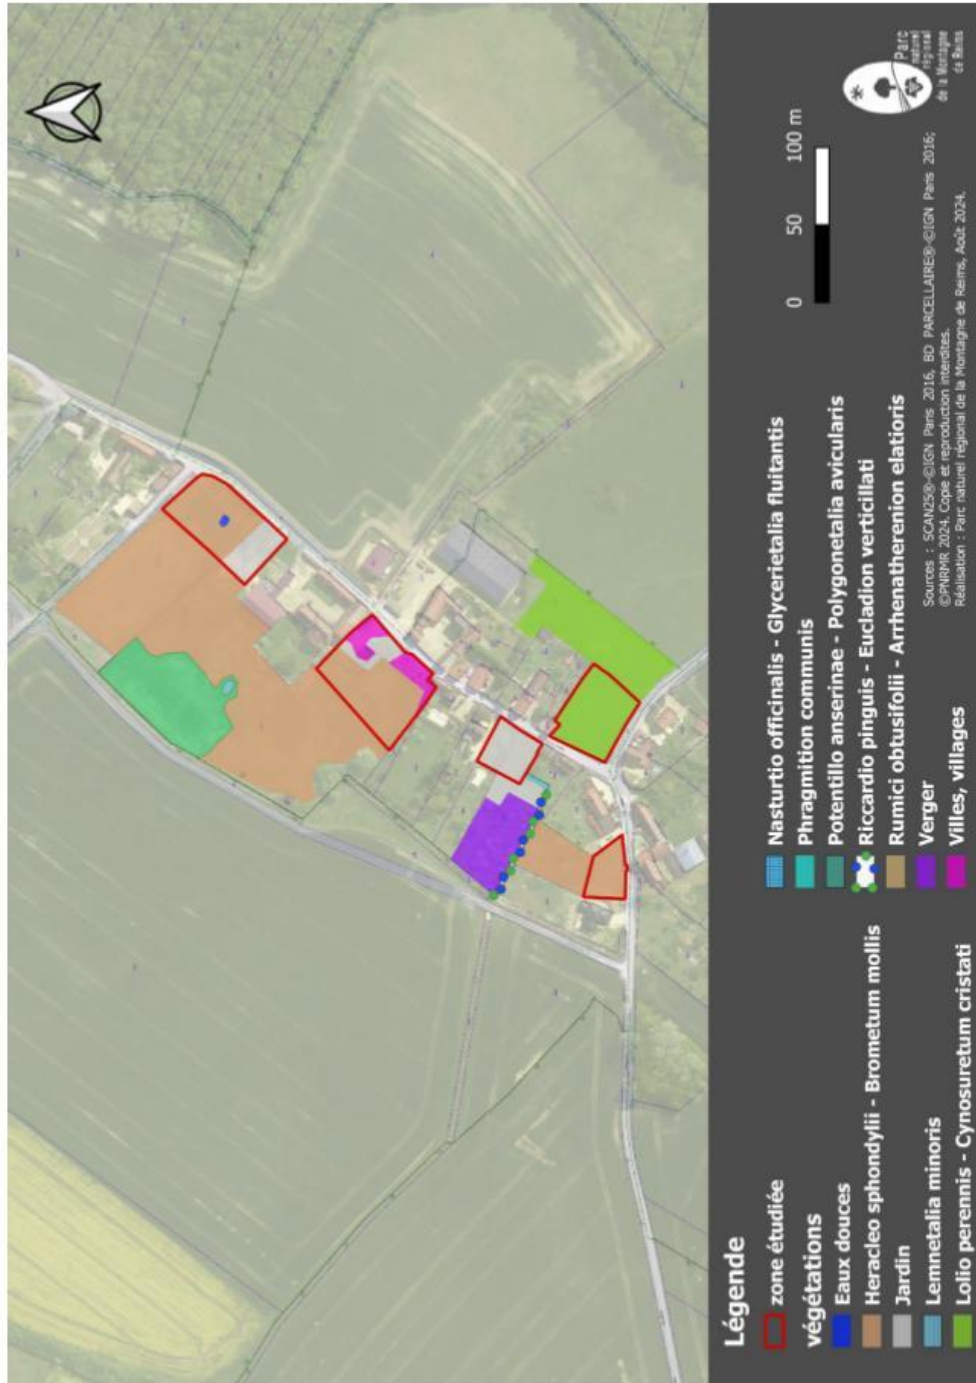 Légende
zone étudiée
végétations
Eaux douces
Heracleo sphondylii - Brometum mollis
Jardin
Lemnetalia minoris
Lolio perennis - Cynosuretum cristati
Nasturtio officinalis - Glycerietalia fluitantis
Phragmition communis
Potentillo anserinae - Polygonetalia avicularis
Riccardio pinguis - Eucladion verticillati
Rumici obtusifolii - Arrhenatherenion elatioris
Verger
Villes, villages
0 50 100 m
Sources : SCAN25®-©IGN Paris 2016, BD PARCELLAIRE®-©IGN Paris 2016;
©PNRMR 2024. Copie et reproduction interdites.
Réalisation : Parc naturel régional de la Montagne de Reims, Août 2024.
Parc
naturel
régional
de la Montagne
de Reims